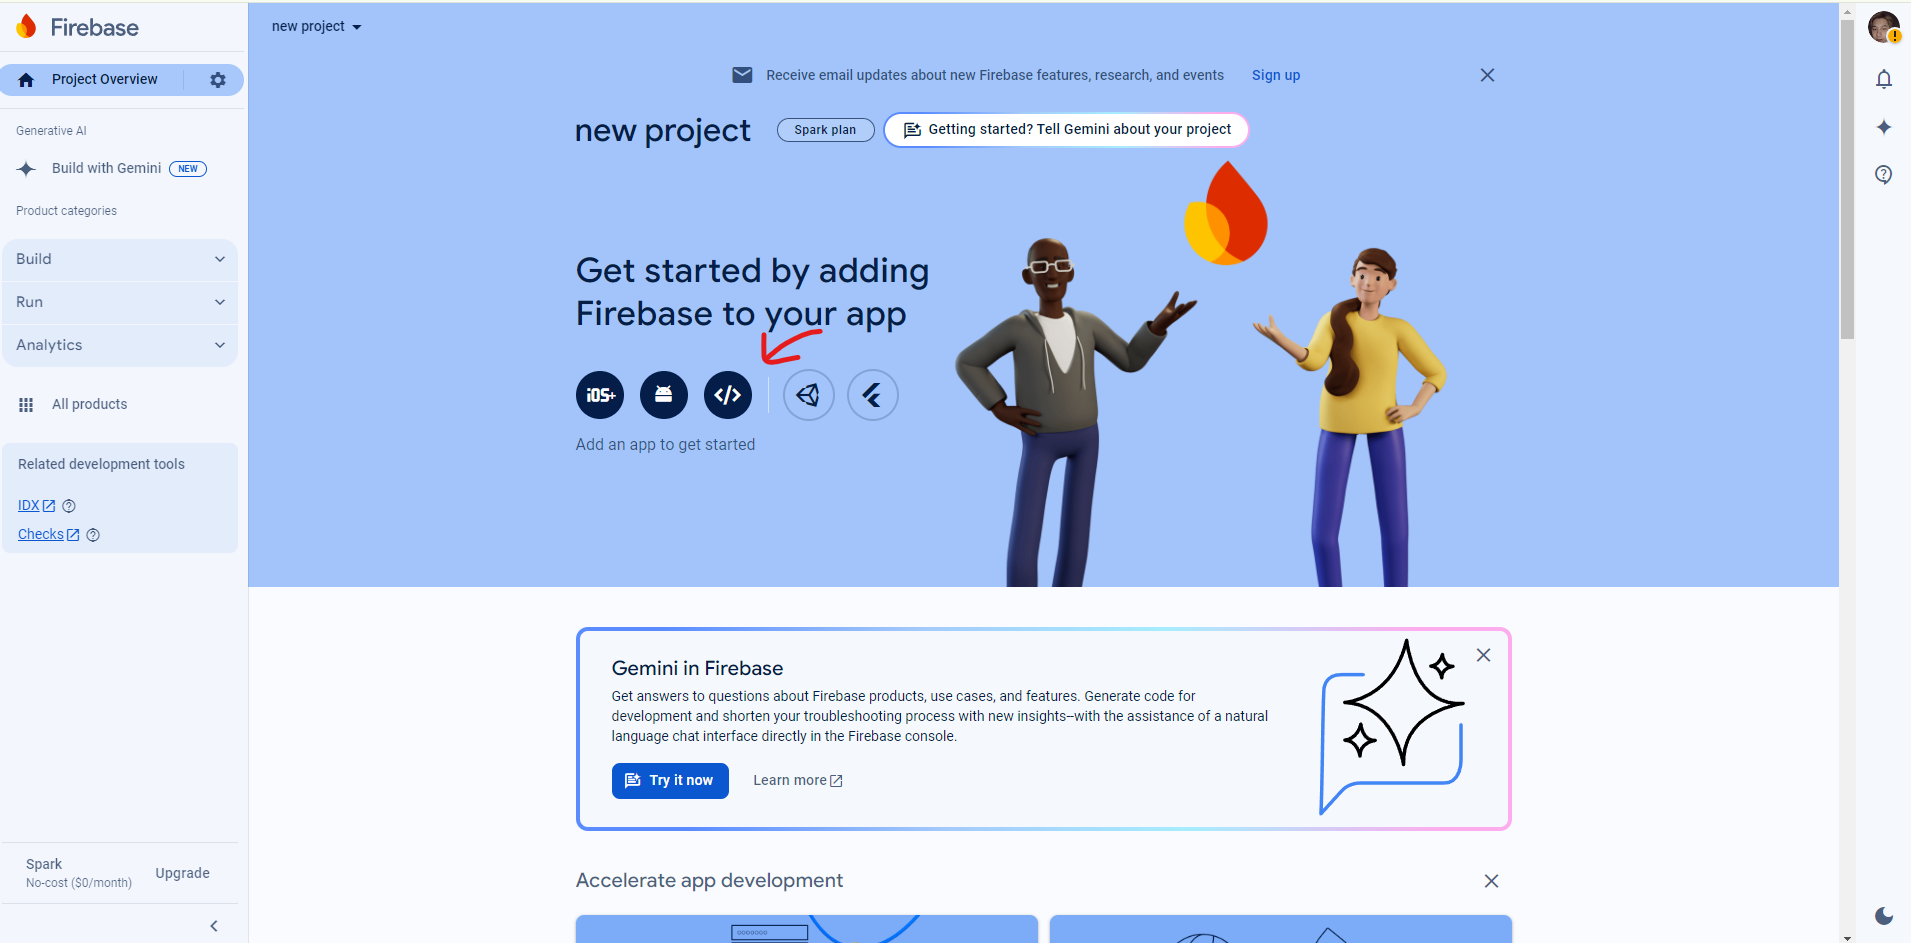 Firebase
new project
Project Overview
Receive email updates about new Firebase features, research, and events Sign up
Generative AI
new project
Spark plan
Getting started? Tell Gemini about your project
Build with Gemini NEW
Product categories
Build
Run
Analytics
Get started by adding
Firebase to your app
iOS+
Add an app to get started
All products
Related development tools
IDX
Checks
Gemini in Firebase
Get answers to questions about Firebase products, use cases, and features. Generate code for
development and shorten your troubleshooting process with new insights–with the assistance of a natural
language chat interface directly in the Firebase console.
Try it now
Learn more
Spark
No-cost ($0/month)
Upgrade
Accelerate app development